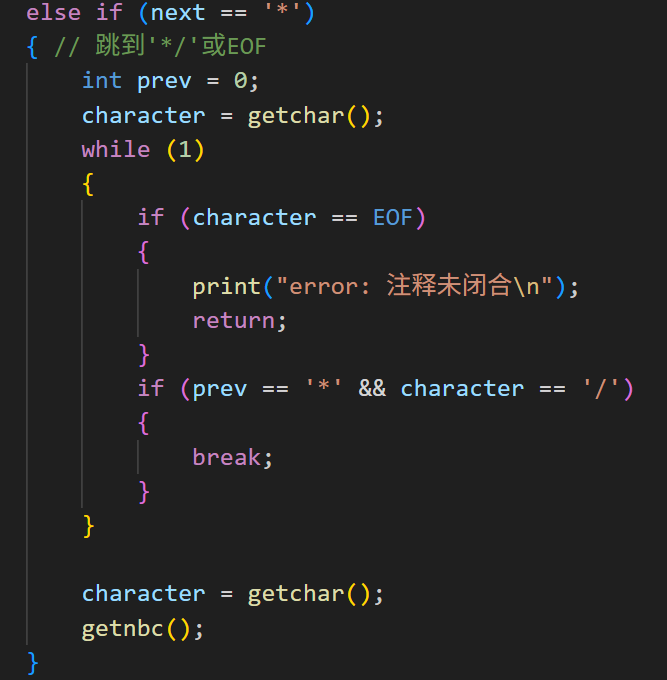 else if (next == '*')
{ // 跳到'*/'或EOF
int prev = 0;
character = getchar();
while (1)
{
if (character == EOF)
{
print("error: 注释未闭合\n");
return;
}
if (prev == '*' && character == '/')
{
break;
}
}
character = getchar();
getnbc();
}